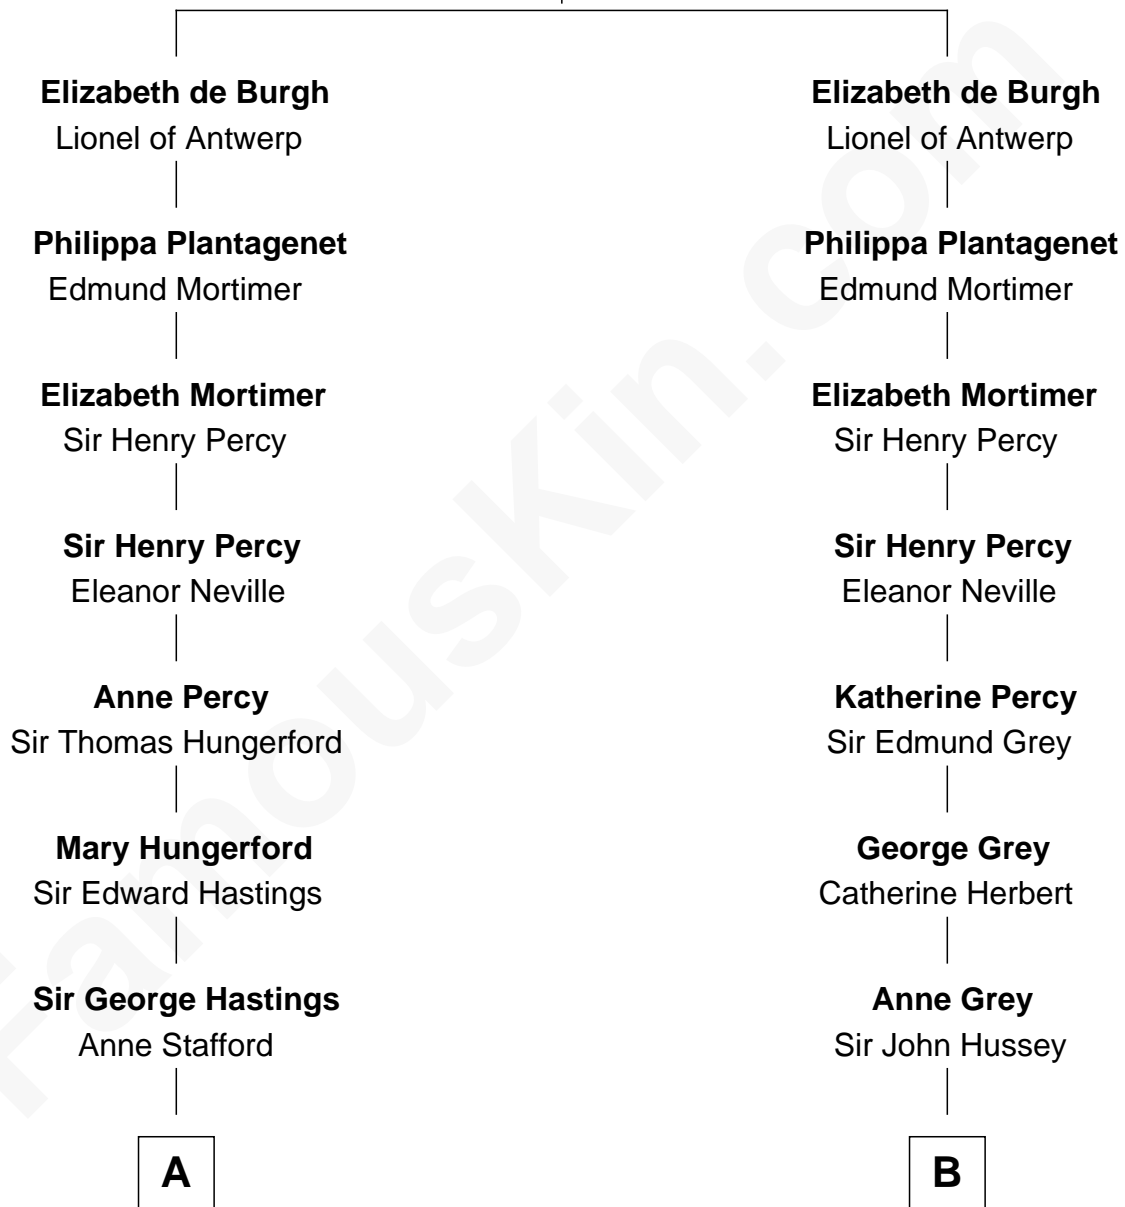 Elizabeth de Burgh
Lionel of Antwerp
Philippa Plantagenet
Edmund Mortimer
Elizabeth Mortimer
Sir Henry Percy
Sir Henry Percy
Eleanor Neville
Anne Percy
Sir Thomas Hungerford
Mary Hungerford
Sir Edward Hastings
Sir George Hastings
Anne Stafford
A
Elizabeth de Burgh
Lionel of Antwerp
Philippa Plantagenet
Edmund Mortimer
Elizabeth Mortimer
Sir Henry Percy
Sir Henry Percy
Eleanor Neville
Katherine Percy
Sir Edmund Grey
George Grey
Catherine Herbert
Anne Grey
Sir John Hussey
B
FamousKin.com